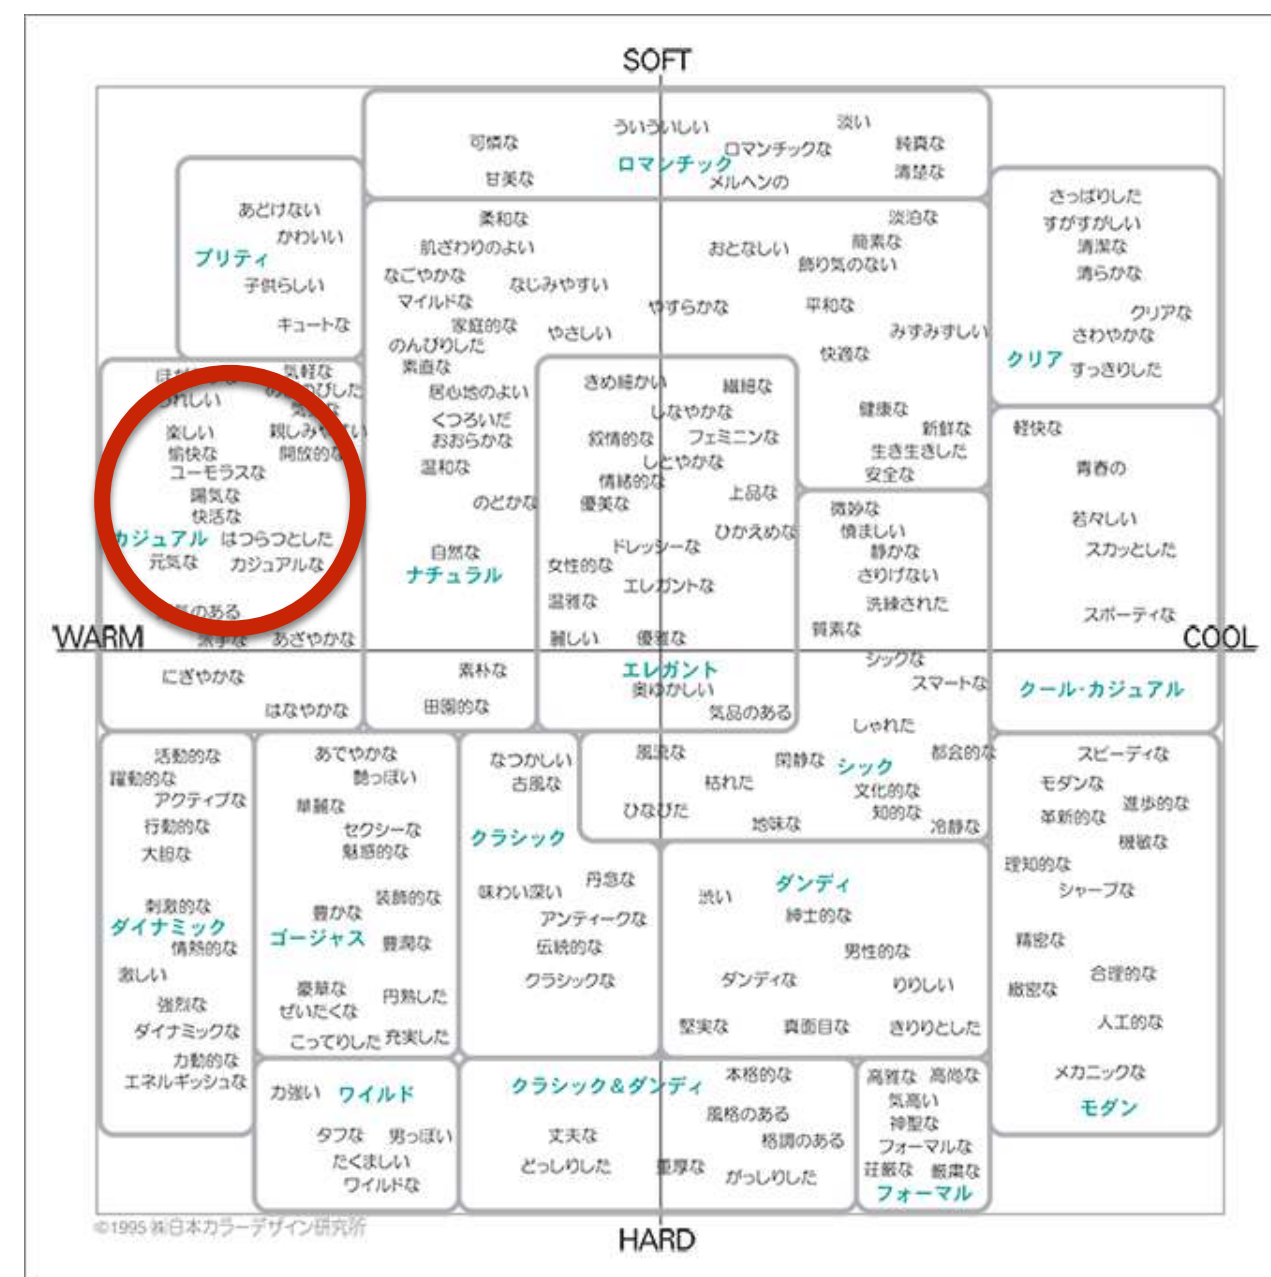 SOFT
ういういしい
淡い
可憐な
ロマンチックな
純真な
ロマンチック
甘美な
メルヘンの
清楚な
あどけない
かわいい
プリティ
子供らしい
キュートな
柔和な
肌ざわりのよい
なごやかな
なじみやすい
マイルドな
家庭的な
のんびりした
やさしい
素直な
居心地のよい
くつろいだ
おおらかな
温和な
のどかな
自然な
ナチュラル
素朴な
田園的な
淡泊な
おとなしい
簡素な
飾り気のない
やすらかな
平和な
みずみずしい
快適な
健康な
新鮮な
生き生きした
安全な
さっぱりした
すがすがしい
清潔な
清らかな
クリアな
さわやかな
クリア
すっきりした
気軽な
楽しい
親しみやすい
愉快な
開放的な
ユーモラスな
陽気な
快活な
カジュアル
はつらつとした
元気な
カジュアルな
派手な
あざやかな
にぎやかな
はなやかな
きめ細かい
繊細な
しなやかな
叙情的な
フェミニンな
しとやかな
情緒的な
上品な
優美な
ひかえめな
ドレッシーな
女性的な
エレガントな
温雅な
麗しい
優雅な
エレガント
奥ゆかしい
気品のある
微妙な
慎ましい
静かな
さりげない
洗練された
質素な
シックな
スマートな
しゃれた
風流な
閑静な
シック
都会的な
枯れた
文化的な
ひなびた
地味な
知的な
冷静な
軽快な
青春の
若々しい
スカッとした
スポーティな
クール・カジュアル
WARM
COOL
活動的な
躍動的な
アクティブな
行動的な
大胆な
刺激的な
ダイナミック
情熱的な
激しい
強烈な
ダイナミックな
力動的な
エネルギッシュな
あでやかな
艶っぽい
華麗な
セクシーな
魅惑的な
装飾的な
豊かな
ゴージャス
豊潤な
豪華な
円熟した
ぜいたくな
こってりした
充実した
なつかしい
古風な
クラシック
丹念な
味わい深い
アンティークな
伝統的な
クラシックな
ダンディ
渋い
紳士的な
男性的な
ダンディな
りりしい
堅実な
真面目な
きりりとした
スピーディな
モダンな
進歩的な
革新的な
機敏な
理知的な
シャープな
精密な
合理的な
緻密な
人工的な
メカニックな
モダン
力強い
ワイルド
タフな
男っぽい
たくましい
ワイルドな
クラシック&ダンディ
本格的な
風格のある
丈夫な
格調のある
どっしりした
重厚な
がっしりした
高雅な
高尚な
気高い
神聖な
フォーマルな
荘厳な
厳粛な
フォーマル
©1995 ㈱日本カラーデザイン研究所
HARD